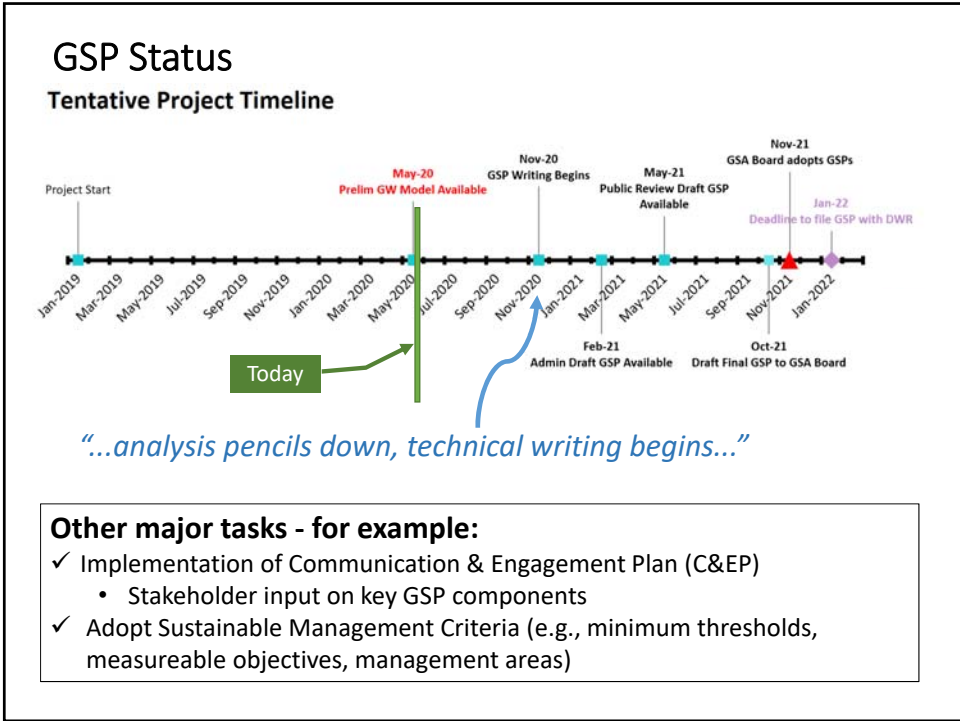 GSP Status
Tentative Project Timeline
Nov-21
GSA Board adopts GSPs
Nov-20
GSP Writing Begins
May-20
Prelim GW Model Available
May-21
Public Review Draft GSP
Available
Project Start
Jan-22
Deadline to file GSP with DWR
Jan-2019
Mar-2019
May-2019
Jul-2019
Sep-2019
Nov-2019
Jan-2020
Mar-2020
May-2020
Jul-2020
Sep-2020
Nov-2020
Jan-2021
Mar-2021
May-2021
Jul-2021
Sep-2021
Nov-2021
Jan-2022
Feb-21
Admin Draft GSP Available
Oct-21
Draft Final GSP to GSA Board
Today
“...analysis pencils down, technical writing begins...”
Other major tasks - for example:
✓ Implementation of Communication & Engagement Plan (C&EP)
• Stakeholder input on key GSP components
✓ Adopt Sustainable Management Criteria (e.g., minimum thresholds,
measureable objectives, management areas)